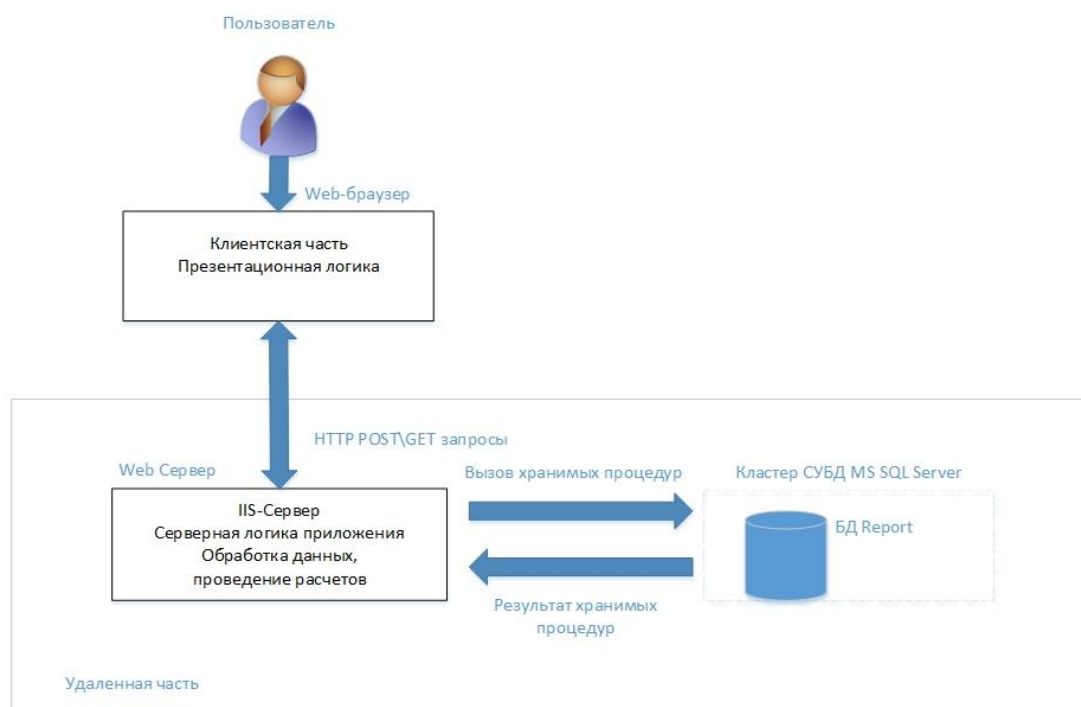 Пользователь
Web-браузер
Клиентская часть
Презентационная логика
HTTP POST\GET запросы
Web Сервер
Вызов хранимых процедур
Кластер СУБД MS SQL Server
IIS-Сервер
Серверная логика приложения
Обработка данных,
проведение расчетов
БД Report
Результат хранимых
процедур
Удаленная часть